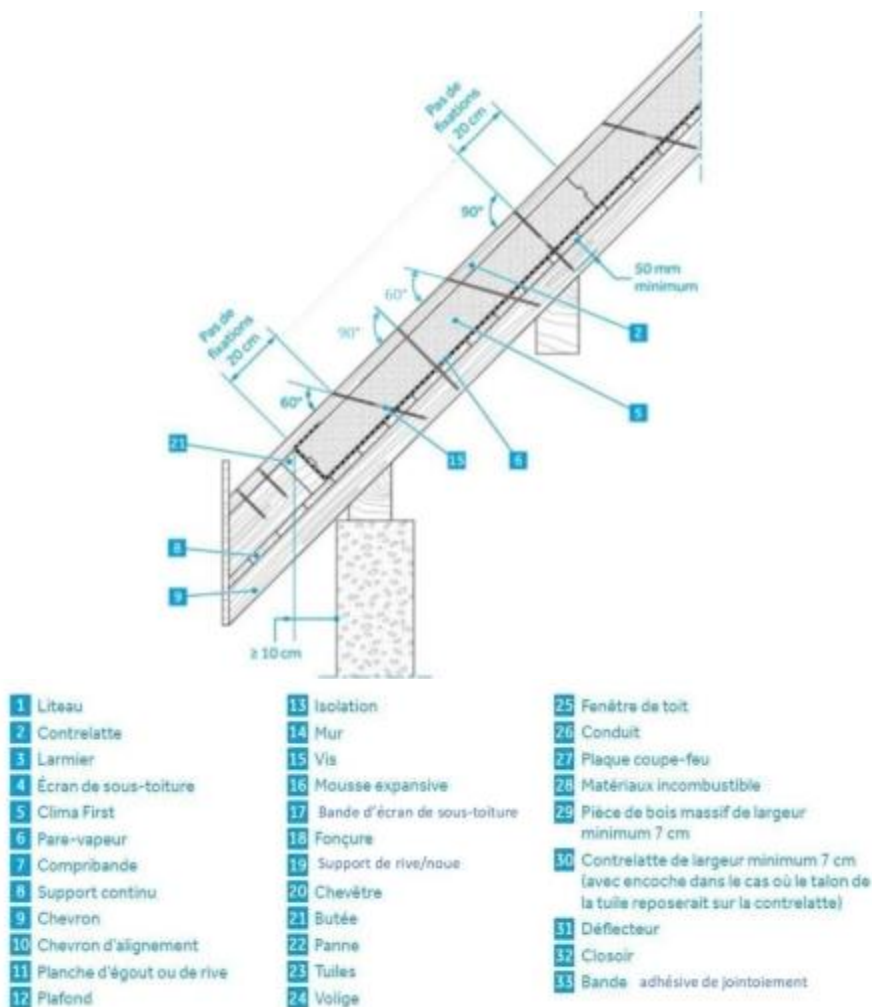 Pas de
fixations
20 cm
90°
50 mm
minimum
60°
2
90°
Pas de
fixations
20 cm
60°
5
21
15
6
8
9
≥ 10 cm
1 Liteau
2 Contrelatte
3 Larmier
4 Écran de sous-toiture
5 Clima First
6 Pare-vapeur
7 Compribande
8 Support continu
9 Chevron
10 Chevron d'alignement
11 Planche d'égout ou de rive
12 Plafond
13 Isolation
14 Mur
15 Vis
16 Mousse expansive
17 Bande d'écran de sous-toiture
18 Fonçure
19 Support de rive/noue
20 Chevêtre
21 Butée
22 Panne
23 Tuiles
24 Volige
25 Fenêtre de toit
26 Conduit
27 Plaque coupe-feu
28 Matériaux incombustible
29 Pièce de bois massif de largeur
minimum 7 cm
30 Contrelatte de largeur minimum 7 cm
(avec encoche dans le cas où le talon de
la tuile reposerait sur la contrelatte)
31 Déflecteur
32 Closoir
33 Bande adhésive de jointoiement